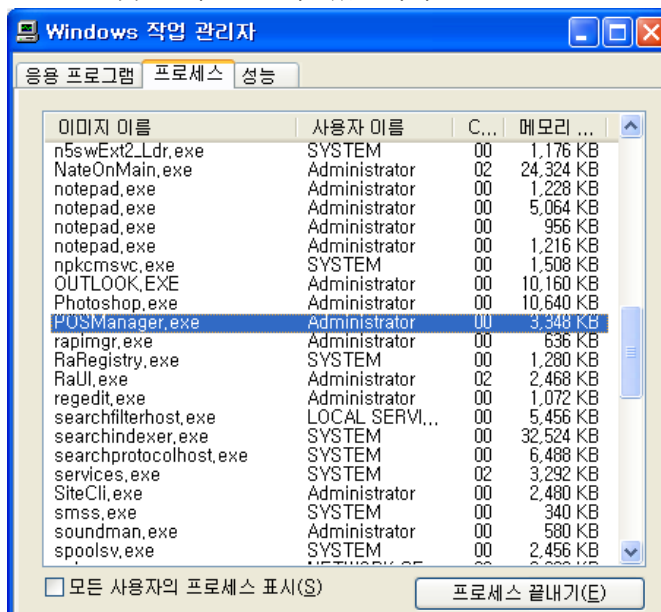 Windows 작업 관리자
응용 프로그램 프로세스 성능
이미지 이름 사용자 이름 C... 메모리 ...
n5swExt2_Ldr.exe SYSTEM 00 1,176 KB
NateOnMain.exe Administrator 02 24,324 KB
notepad.exe Administrator 00 1,228 KB
notepad.exe Administrator 00 5,064 KB
notepad.exe Administrator 00 956 KB
notepad.exe Administrator 00 1,216 KB
npkcmsvc.exe SYSTEM 00 1,508 KB
OUTLOOK.EXE Administrator 00 10,160 KB
Photoshop.exe Administrator 00 10,640 KB
POSManager.exe Administrator 00 3,348 KB
rapimgr.exe Administrator 00 636 KB
RaRegistry.exe SYSTEM 00 1,280 KB
RaUI.exe Administrator 02 2,468 KB
regedit.exe Administrator 00 1,072 KB
searchfilterhost.exe LOCAL SERVI... 00 5,456 KB
searchindexer.exe SYSTEM 00 32,524 KB
searchprotocolhost.exe SYSTEM 00 6,488 KB
services.exe SYSTEM 02 3,292 KB
SiteCli.exe Administrator 00 2,480 KB
smss.exe SYSTEM 00 340 KB
soundman.exe Administrator 00 580 KB
spoolsv.exe SYSTEM 00 2,456 KB
모든 사용자의 프로세스 표시(S) 프로세스 끝내기(E)